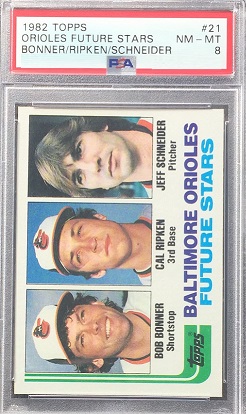 1982 TOPPS #21
ORIOLES FUTURE STARS NM-MT
BONNER/RIPKEN/SCHNEIDER 8
PSA
JEFF SCHNEIDER
Pitcher
CAL RIPKEN
3rd Base
BOB BONNER
Shortstop
BALTIMORE ORIOLES
FUTURE STARS
topps